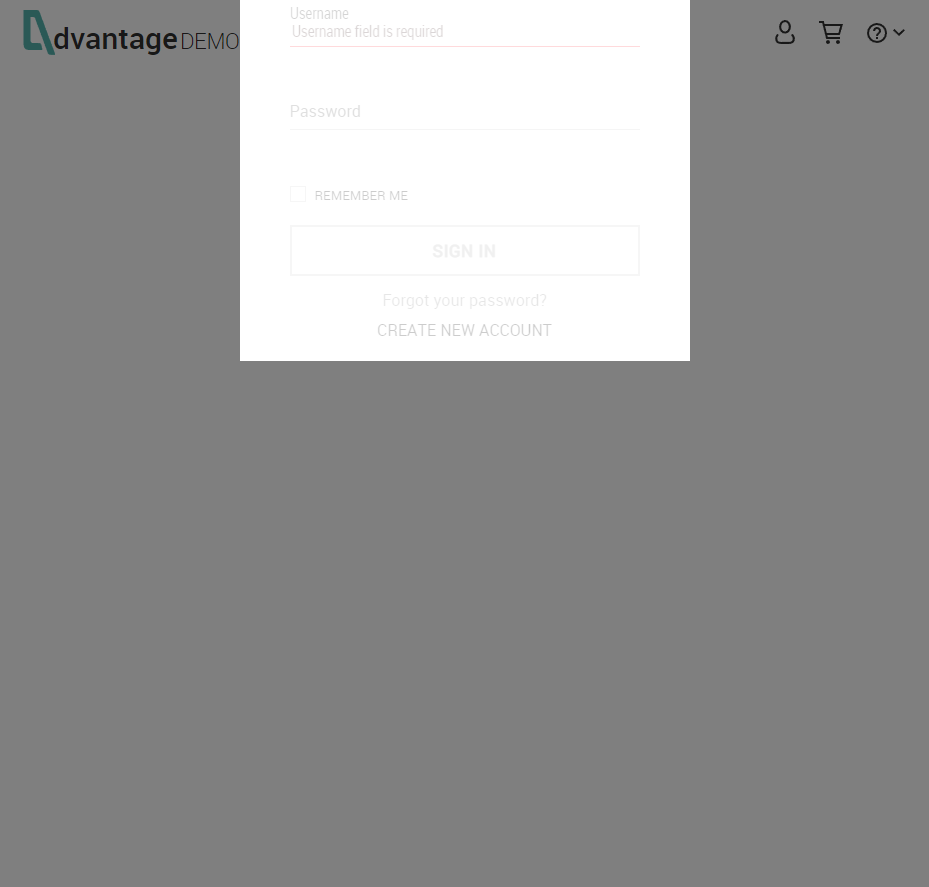 dvantage DEMO
Username
Username field is required
Password
REMEMBER ME
SIGN IN
Forgot your password?
CREATE NEW ACCOUNT